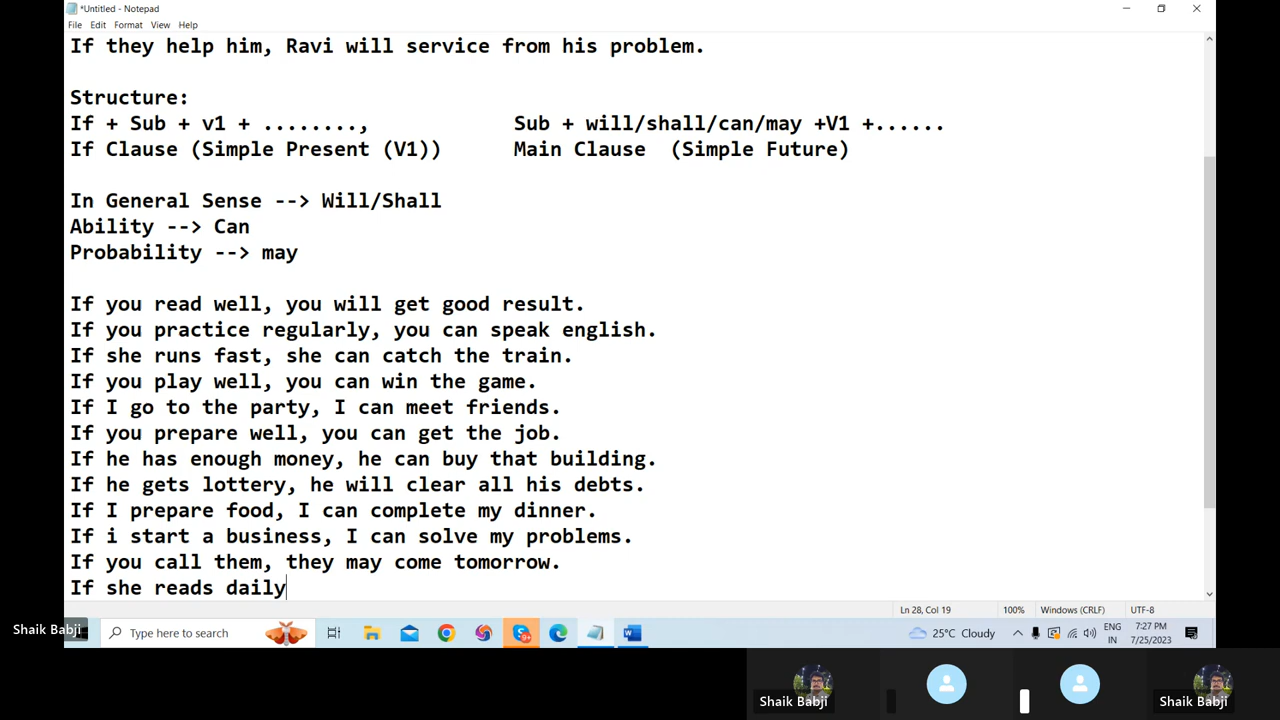 *Untitled - Notepad
File Edit Format View Help
If they help him, Ravi will service from his problem.
Structure:
If + Sub + v1 + ........, Sub + will/shall/can/may +V1 +......
If Clause (Simple Present (V1)) Main Clause (Simple Future)
In General Sense --> Will/Shall
Ability --> Can
Probability --> may
If you read well, you will get good result.
If you practice regularly, you can speak english.
If she runs fast, she can catch the train.
If you play well, you can win the game.
If I go to the party, I can meet friends.
If you prepare well, you can get the job.
If he has enough money, he can buy that building.
If he gets lottery, he will clear all his debts.
If I prepare food, I can complete my dinner.
If i start a business, I can solve my problems.
If you call them, they may come tomorrow.
If she reads daily
Ln 28, Col 19 100% Windows (CRLF) UTF-8
Shaik Babji Type here to search 25°C Cloudy ENG IN 7:27 PM 7/25/2023
Shaik Babji Shaik Babji